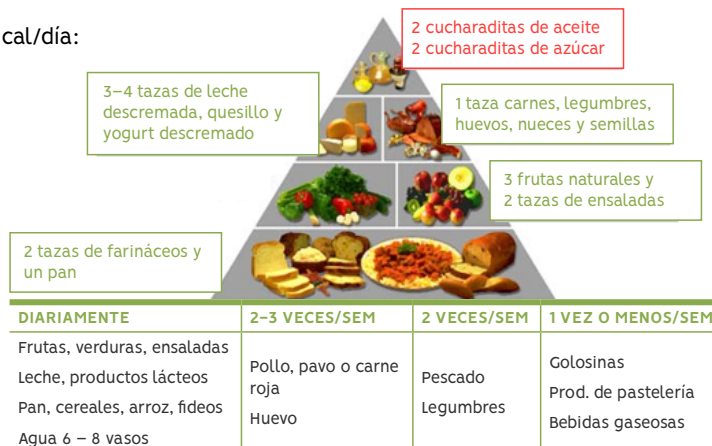 cal/día:
2 cucharaditas de aceite
2 cucharaditas de azúcar
3–4 tazas de leche
descremada, quesillo y
yogurt descremado
1 taza carnes, legumbres,
huevos, nueces y semillas
3 frutas naturales y
2 tazas de ensaladas
2 tazas de farináceos y
un pan
DIARIAMENTE
Frutas, verduras, ensaladas
Leche, productos lácteos
Pan, cereales, arroz, fideos
Agua 6 – 8 vasos
2–3 VECES/SEM
Pollo, pavo o carne
roja
Huevo
2 VECES/SEM
Pescado
Legumbres
1 VEZ O MENOS/SEM
Golosinas
Prod. de pastelería
Bebidas gaseosas